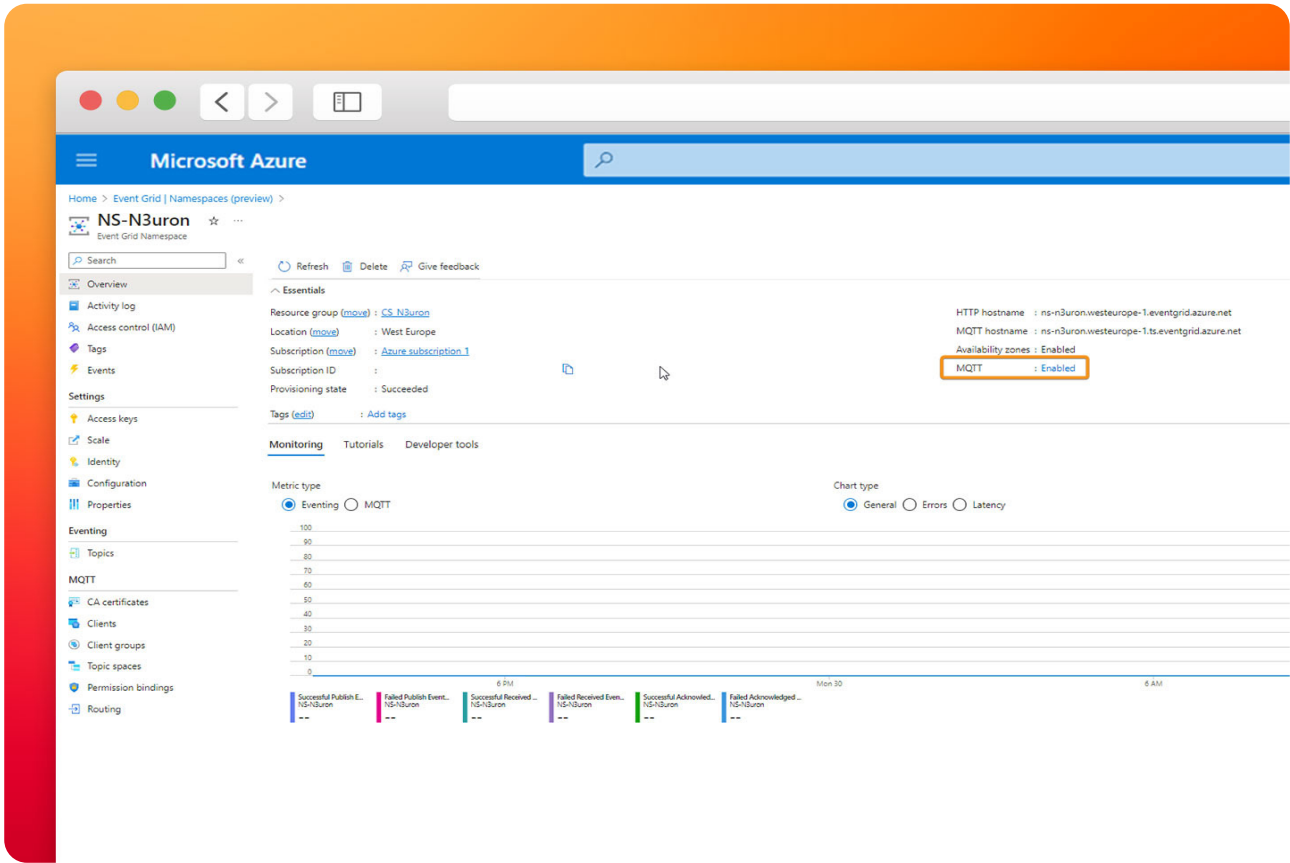 Microsoft Azure
Home > Event Grid | Namespaces (preview) >
NS-N3uron ☆ ...
Event Grid Namespace
Search «
Overview
Activity log
Access control (IAM)
Tags
Events
Settings
Access keys
Scale
Identity
Configuration
Properties
Eventing
Topics
MQTT
CA certificates
Clients
Client groups
Topic spaces
Permission bindings
Routing
Refresh Delete Give feedback
Essentials
Resource group (move) : CS_N3uron
Location (move) : West Europe
Subscription (move) : Azure subscription 1
Subscription ID :
Provisioning state : Succeeded
Tags (edit) : Add tags
HTTP hostname : ns-n3uron.westeurope-1.eventgrid.azure.net
MQTT hostname : ns-n3uron.westeurope-1.ts.eventgrid.azure.net
Availability zones : Enabled
MQTT : Enabled
Monitoring Tutorials Developer tools
Metric type
Eventing MQTT
Chart type
General Errors Latency
100
90
80
70
60
50
40
30
20
10
0
6 PM Mon 30 6 AM
Successful Publish E...
NS-N3uron
--
Failed Publish Event...
NS-N3uron
--
Successful Received ...
NS-N3uron
--
Failed Received Even...
NS-N3uron
--
Successful Acknowled...
NS-N3uron
--
Failed Acknowledged ...
NS-N3uron
--